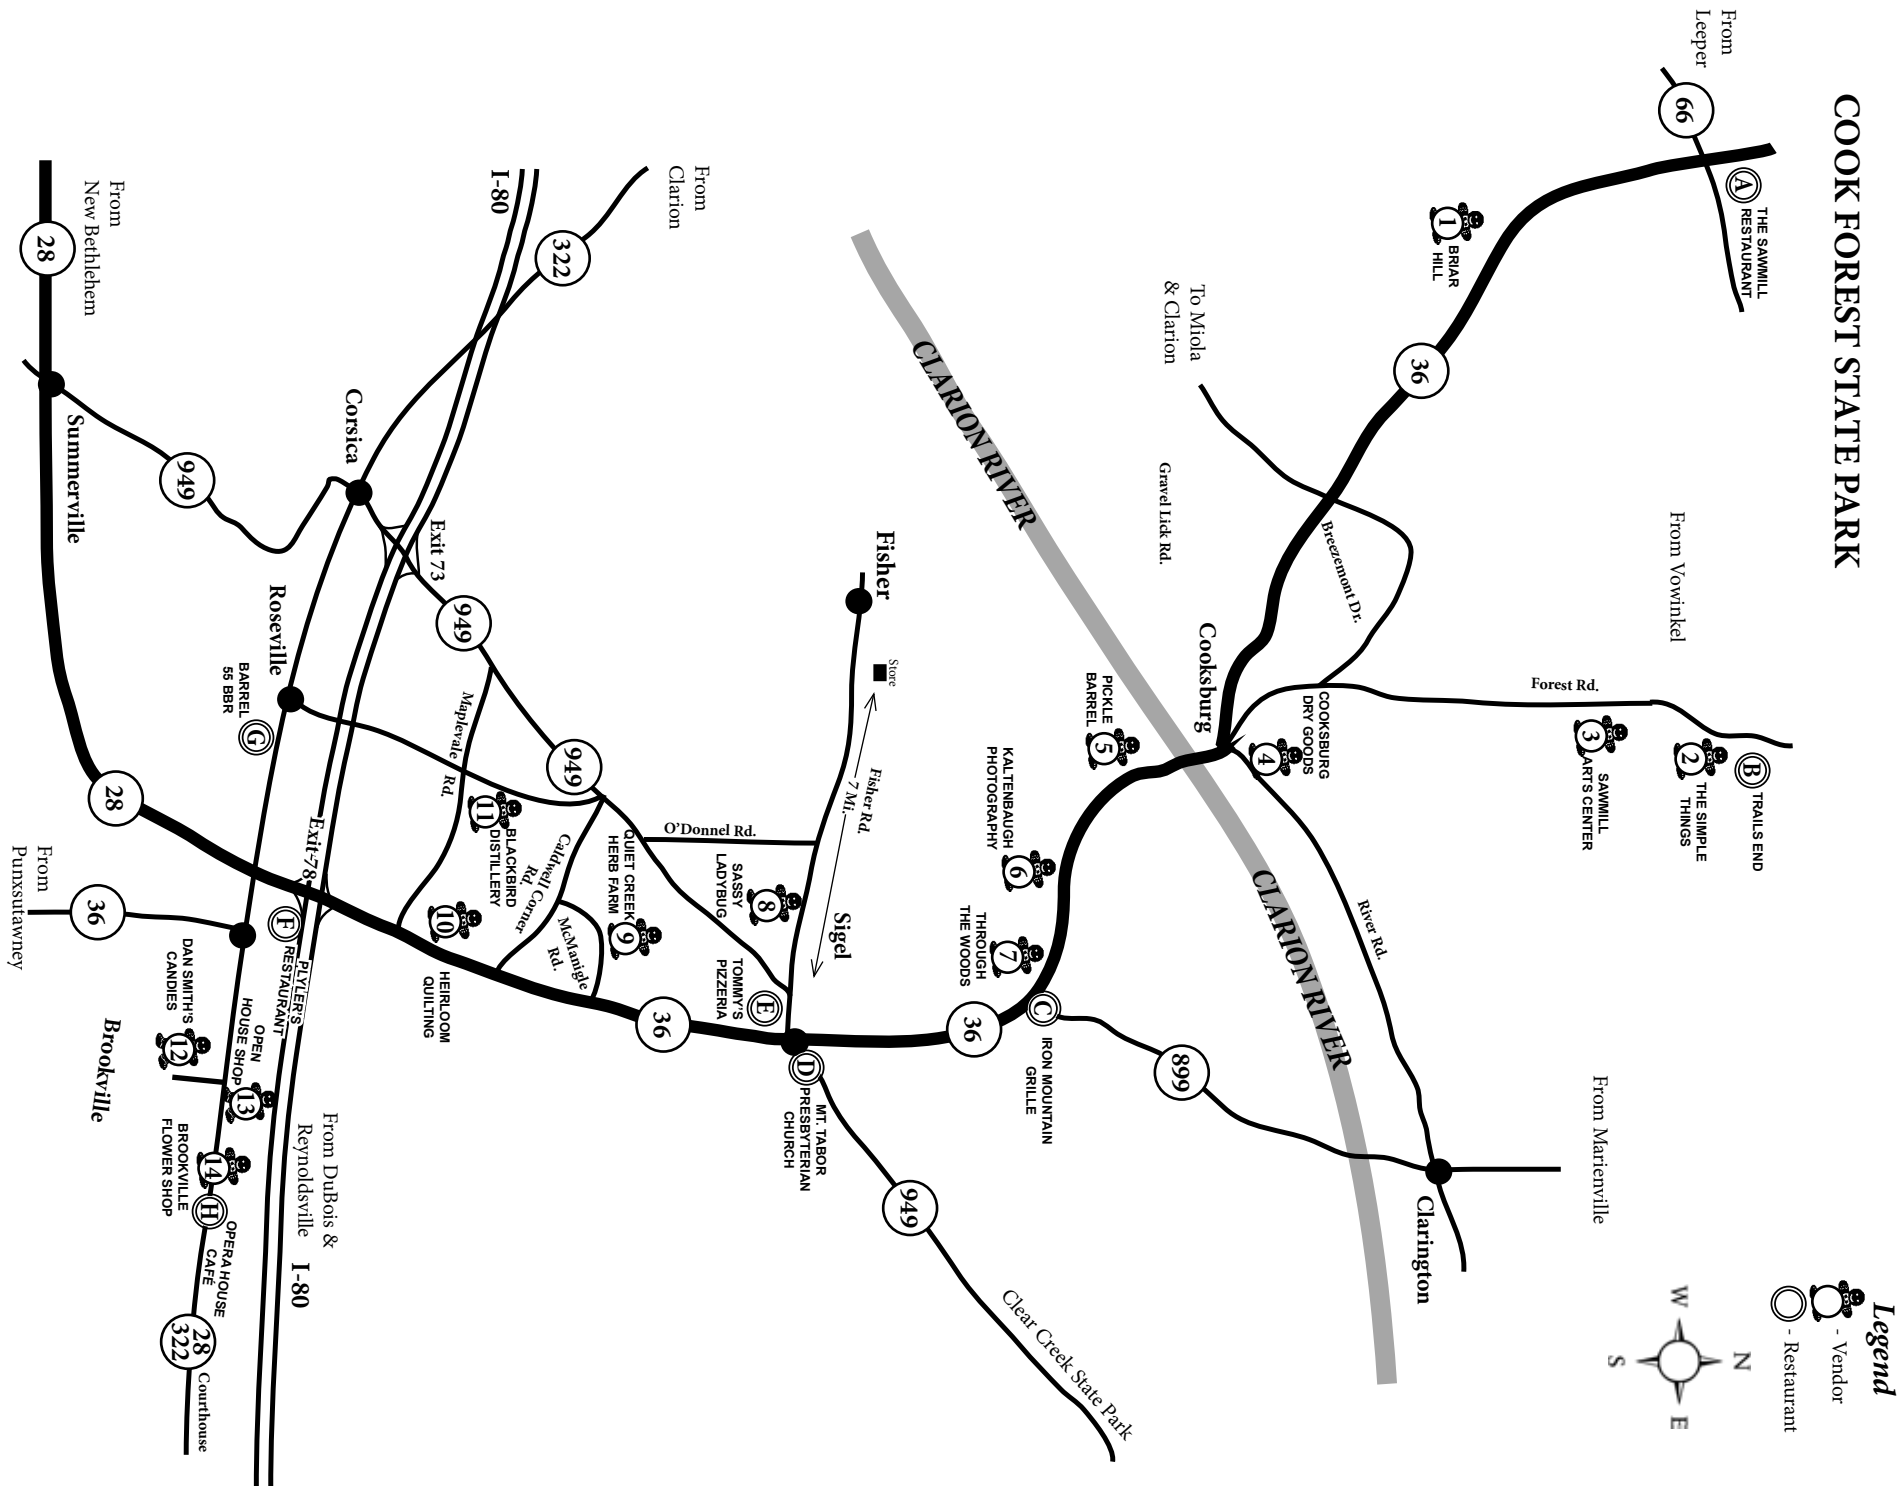 COOK FOREST STATE PARK
Legend
- Vendor
- Restaurant
N
W
E
S
From
Leeper
66
A
THE SAWMILL
RESTAURANT
1
BRIAR
HILL
36
From Vowinkel
B
TRAILS END
2
THE SIMPLE
THINGS
3
SAWMILL
ARTS CENTER
Forest Rd.
From Marienville
To Miola
& Clarion
Gravel Lick Rd.
Breezemont Dr.
COOKSBURG
DRY GOODS
4
Cooksburg
River Rd.
Clarington
CLARION RIVER
CLARION RIVER
PICKLE
BARREL
5
KALTENBAUGH
PHOTOGRAPHY
6
THROUGH
THE WOODS
7
C
IRON MOUNTAIN
GRILLE
899
36
Fisher
Store
Fisher Rd.
7 Mi.
Sigel
O'Donnel Rd.
SASSY
LADYBUG
8
TOMMY'S
PIZZERIA
E
D
MT. TABOR
PRESBYTERIAN
CHURCH
949
Clear Creek State Park
36
From
Clarion
322
I-80
Exit 73
949
949
Maplevale Rd.
11
BLACKBIRD
DISTILLERY
Caldwell Corner
Rd.
McManigle
Rd.
QUIET CREEK
HERB FARM
9
10
HEIRLOOM
QUILTING
Corsica
Roseville
BARREL
55 BBR
G
Exit 78
F
PLYLER'S
RESTAURANT
From DuBois &
Reynoldsville
I-80
From
New Bethlehem
28
Summerville
949
28
From
Punxsutawney
36
DAN SMITH'S
CANDIES
12
OPEN
HOUSE SHOP
13
Brookville
BROOKVILLE
FLOWER SHOP
14
H
OPERA HOUSE
CAFÉ
28
322
Courthouse